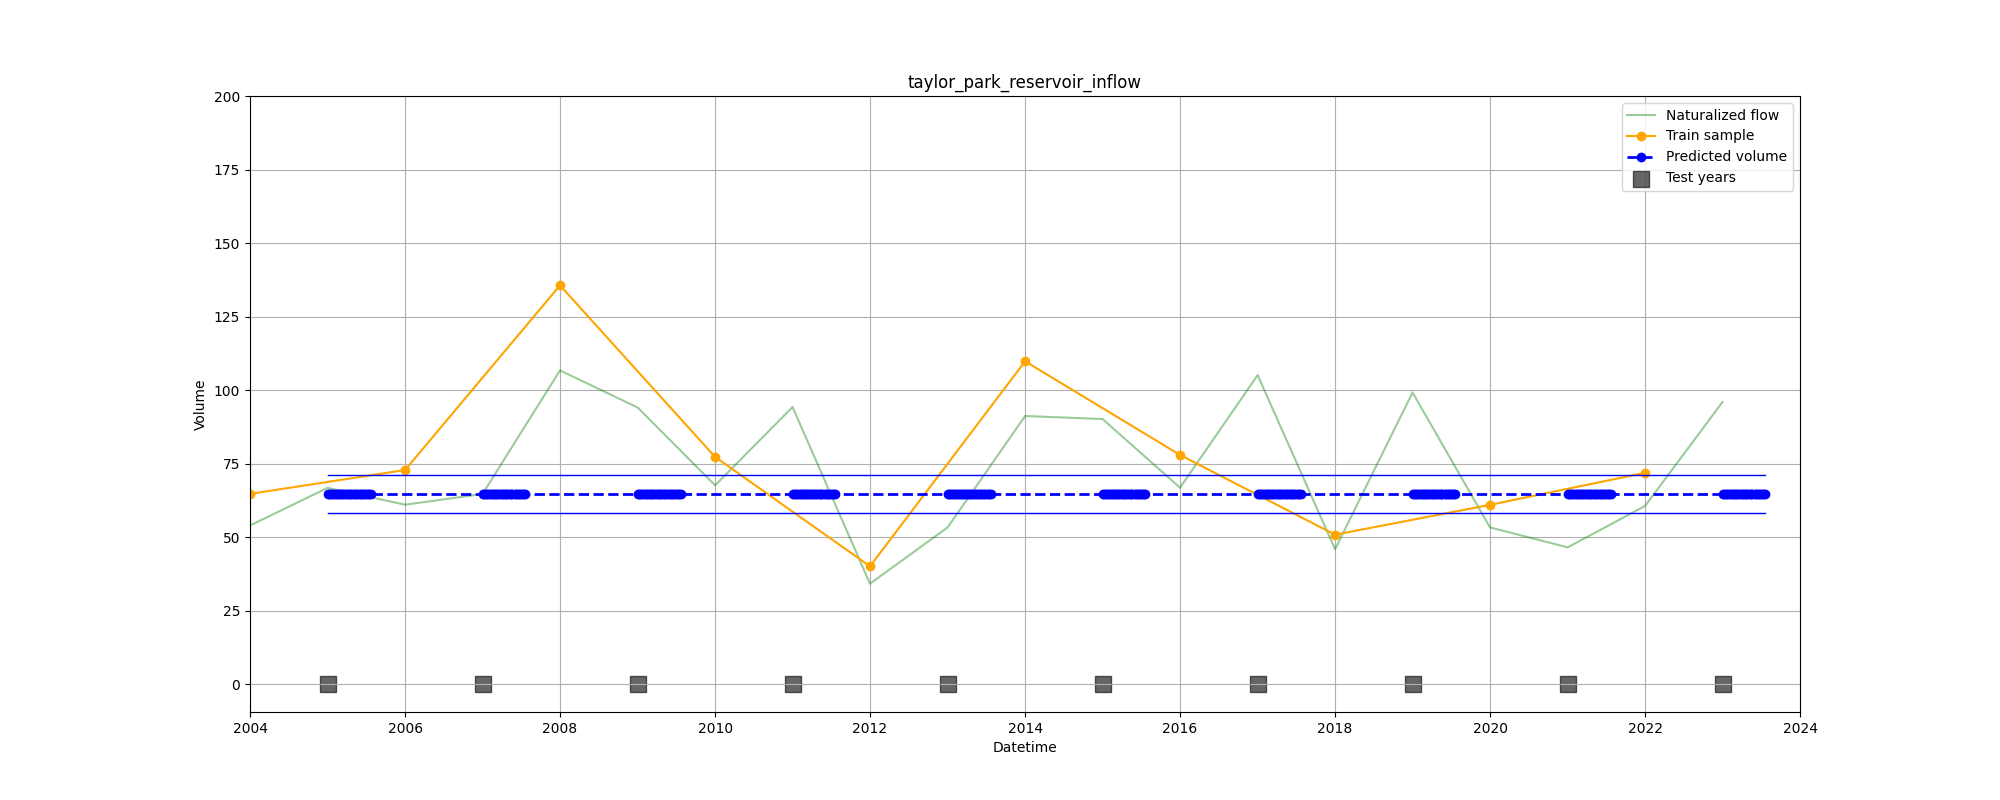 taylor_park_reservoir_inflow
200
175
150
125
100
75
50
25
0
Volume
Naturalized flow
Train sample
Predicted volume
Test years
2004 2006 2008 2010 2012 2014 2016 2018 2020 2022 2024
Datetime